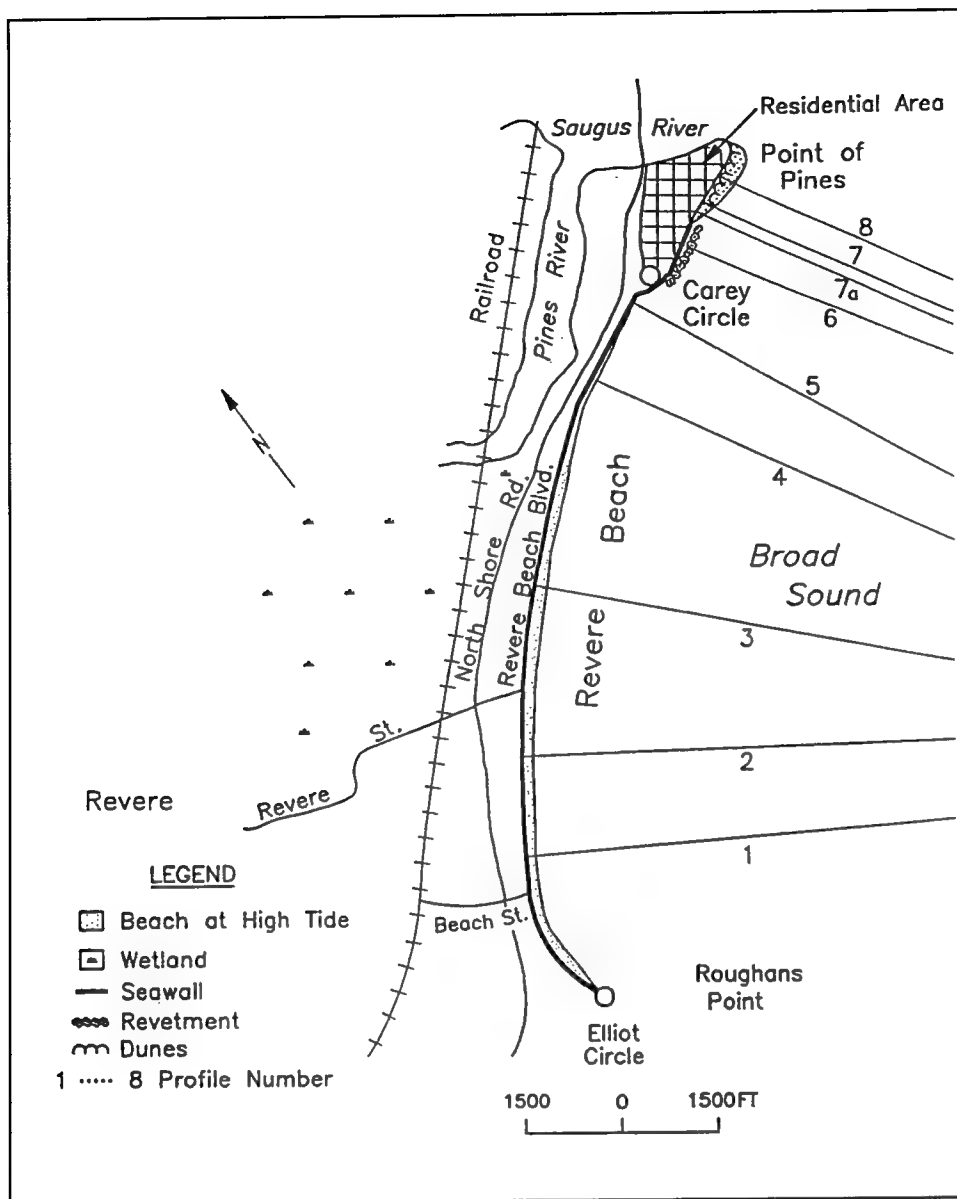 Saugus River
Residential Area
Point of
Pines
8
7
7a
6
Carey
Circle
Railroad
Pines River
5
4
N
North Shore Rd.
Revere Beach Blvd.
Revere Beach
Broad
Sound
3
2
1
Revere St.
Revere
LEGEND
Beach at High Tide
Wetland
Seawall
Revetment
Dunes
1 ..... 8 Profile Number
Beach St.
Roughans
Point
Elliot
Circle
1500 0 1500 FT